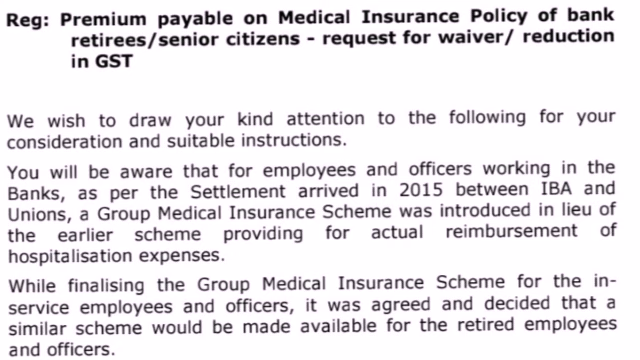 Reg: Premium payable on Medical Insurance Policy of bank
retirees/senior citizens - request for waiver/ reduction
in GST
We wish to draw your kind attention to the following for your
consideration and suitable instructions.
You will be aware that for employees and officers working in the
Banks, as per the Settlement arrived in 2015 between IBA and
Unions, a Group Medical Insurance Scheme was introduced in lieu of
the earlier scheme providing for actual reimbursement of
hospitalisation expenses.
While finalising the Group Medical Insurance Scheme for the in-
service employees and officers, it was agreed and decided that a
similar scheme would be made available for the retired employees
and officers.